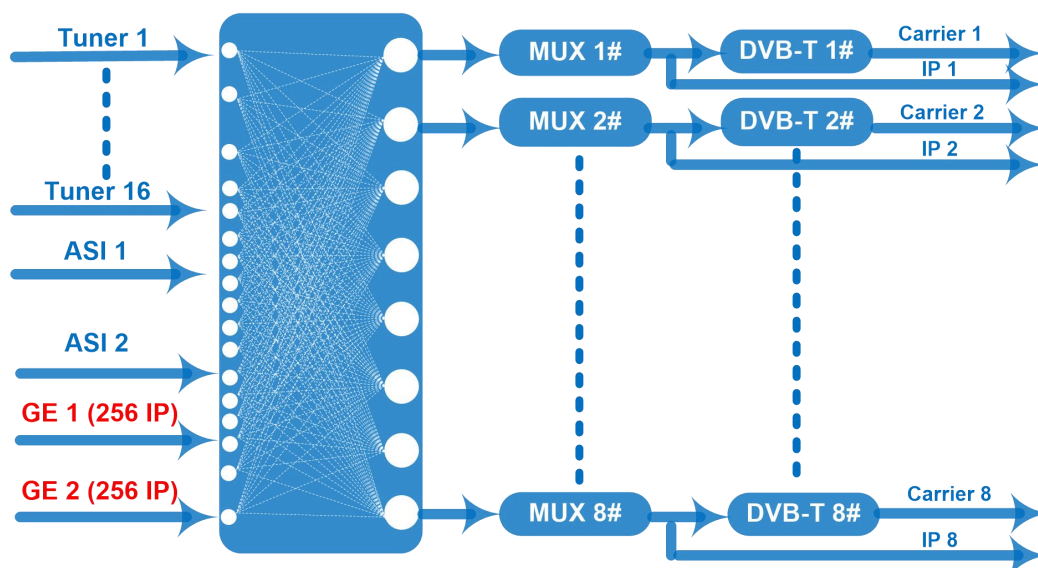 Tuner 1
Tuner 16
ASI 1
ASI 2
GE 1 (256 IP)
GE 2 (256 IP)
MUX 1#
DVB-T 1#
Carrier 1
IP 1
MUX 2#
DVB-T 2#
Carrier 2
IP 2
MUX 8#
DVB-T 8#
Carrier 8
IP 8